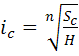 i_c = \sqrt[n]{\frac{S_c}{H}}